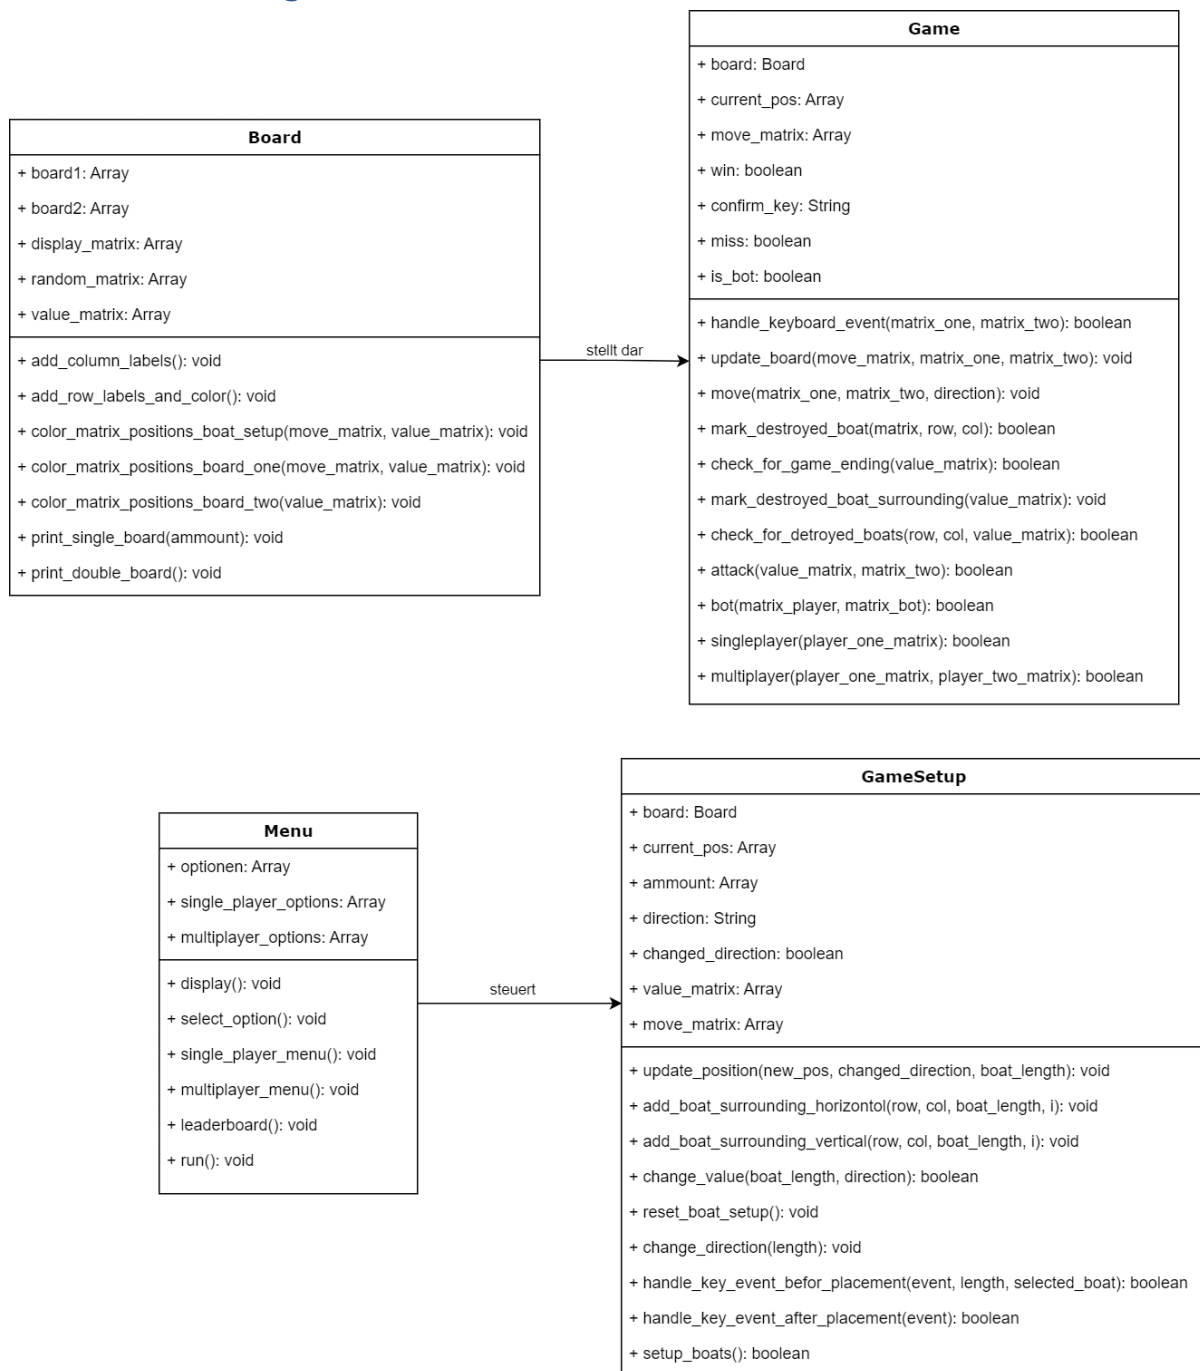 Game
+ board: Board
+ current_pos: Array
+ move_matrix: Array
+ win: boolean
+ confirm_key: String
+ miss: boolean
+ is_bot: boolean
+ handle_keyboard_event(matrix_one, matrix_two): boolean
+ update_board(move_matrix, matrix_one, matrix_two): void
+ move(matrix_one, matrix_two, direction): void
+ mark_destroyed_boat(matrix, row, col): boolean
+ check_for_game_ending(value_matrix): boolean
+ mark_destroyed_boat_surrounding(value_matrix): void
+ check_for_detroyed_boats(row, col, value_matrix): boolean
+ attack(value_matrix, matrix_two): boolean
+ bot(matrix_player, matrix_bot): boolean
+ singleplayer(player_one_matrix): boolean
+ multiplayer(player_one_matrix, player_two_matrix): boolean
Board
+ board1: Array
+ board2: Array
+ display_matrix: Array
+ random_matrix: Array
+ value_matrix: Array
+ add_column_labels(): void
+ add_row_labels_and_color(): void
+ color_matrix_positions_boat_setup(move_matrix, value_matrix): void
+ color_matrix_positions_board_one(move_matrix, value_matrix): void
+ color_matrix_positions_board_two(value_matrix): void
+ print_single_board(ammount): void
+ print_double_board(): void
stellt dar
Menu
+ optionen: Array
+ single_player_options: Array
+ multiplayer_options: Array
+ display(): void
+ select_option(): void
+ single_player_menu(): void
+ multiplayer_menu(): void
+ leaderboard(): void
+ run(): void
steuert
GameSetup
+ board: Board
+ current_pos: Array
+ ammount: Array
+ direction: String
+ changed_direction: boolean
+ value_matrix: Array
+ move_matrix: Array
+ update_position(new_pos, changed_direction, boat_length): void
+ add_boat_surrounding_horizontol(row, col, boat_length, i): void
+ add_boat_surrounding_vertical(row, col, boat_length, i): void
+ change_value(boat_length, direction): boolean
+ reset_boat_setup(): void
+ change_direction(length): void
+ handle_key_event_befor_placement(event, length, selected_boat): boolean
+ handle_key_event_after_placement(event): boolean
+ setup_boats(): boolean